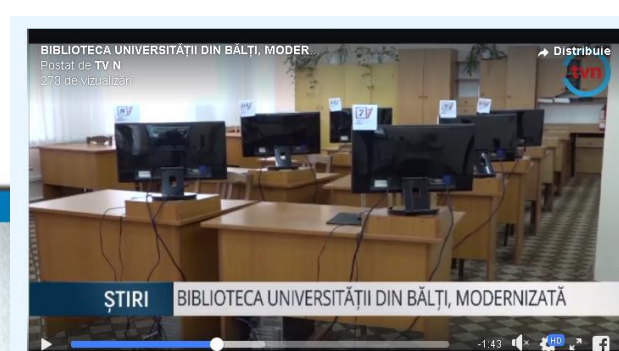 BIBLIOTECA UNIVERSITĂȚII DIN BĂLȚI, MODER...
Distribuie
Postat de TV N
273 de vizualizări
tvn
7
ȘTIRI BIBLIOTECA UNIVERSITĂȚII DIN BĂLȚI, MODERNIZATĂ
-1:43
HD